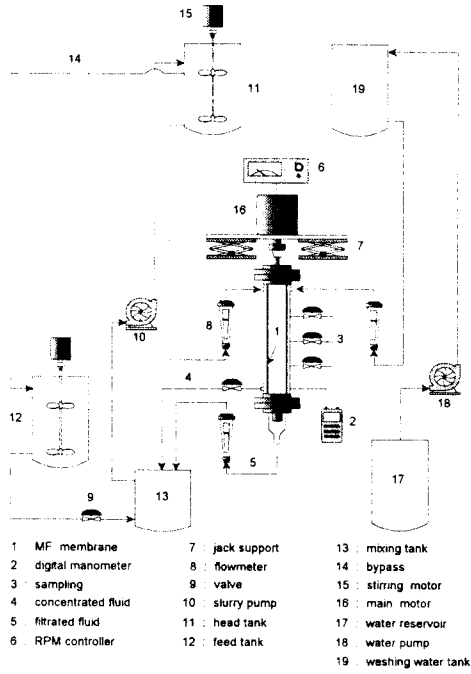 15
14
11
19
6
16
7
8
1
3
10
4
12
2
18
5
17
9
13
1 MF membrane
2 digital manometer
3 : sampling
4 concentrated fluid
5 filtrated fluid
6 RPM controller
7 : jack support
8 : flowmeter
9 : valve
10 : slurry pump
11 : head tank
12 : feed tank
13 : mixing tank
14 : bypass
15 : stirring motor
16 : main motor
17 : water reservoir
18 : water pump
19 : washing water tank